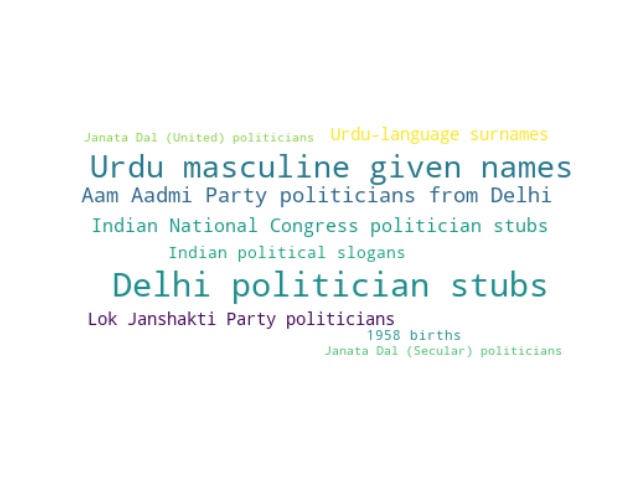 Janata Dal (United) politicians
Urdu-language surnames
Urdu masculine given names
Aam Aadmi Party politicians from Delhi
Indian National Congress politician stubs
Indian political slogans
Delhi politician stubs
Lok Janshakti Party politicians
1958 births
Janata Dal (Secular) politicians